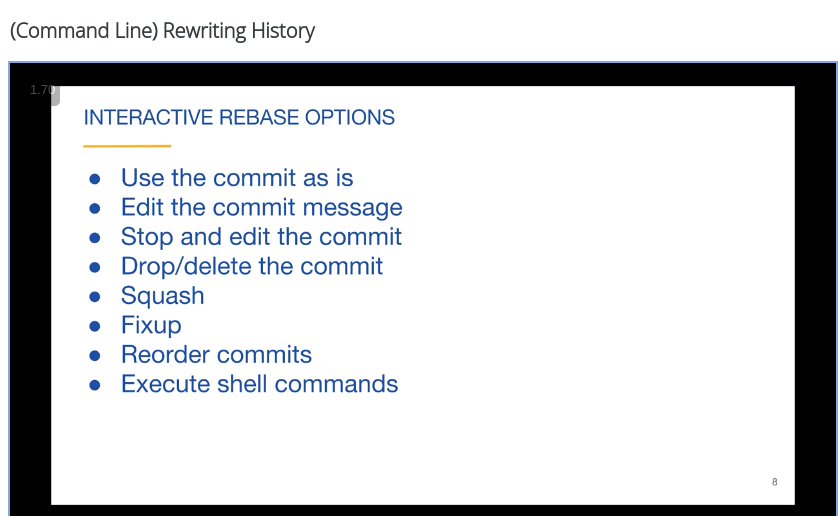 (Command Line) Rewriting History
1.70
INTERACTIVE REBASE OPTIONS
● Use the commit as is
● Edit the commit message
● Stop and edit the commit
● Drop/delete the commit
● Squash
● Fixup
● Reorder commits
● Execute shell commands
8